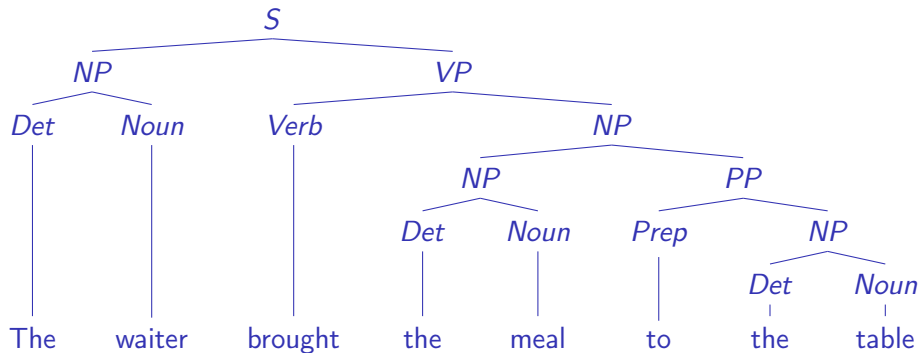 S
NP VP
Det Noun Verb NP
NP PP
Det Noun Prep NP
Det Noun
The waiter brought the meal to the table